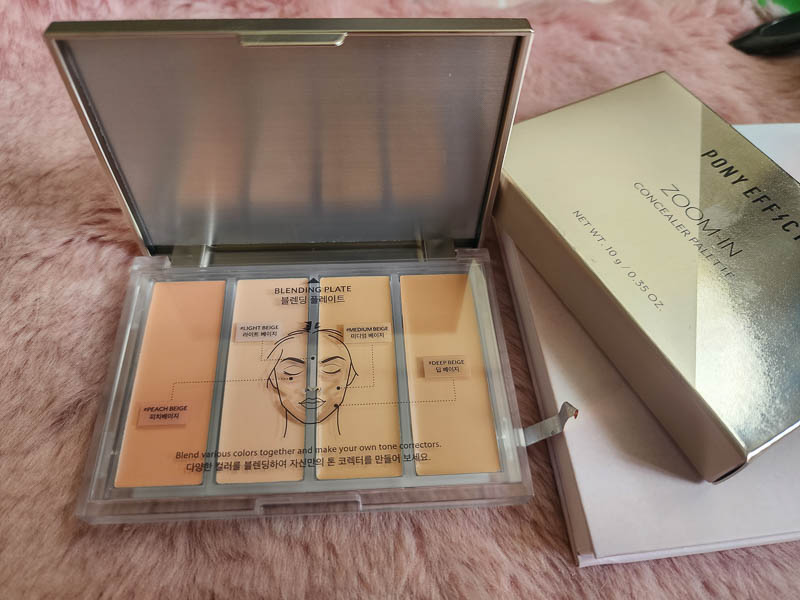 BLENDING PLATE
블렌딩 플레이트
#LIGHT BEIGE
라이트 베이지
#MEDIUM BEIGE
미디엄 베이지
#DEEP BEIGE
딥 베이지
#PEACH BEIGE
피치베이지
Blend various colors together and make your own tone correctors.
다양한 컬러를 블렌딩하여 자신만의 톤 코렉터를 만들어 보세요.
PONY EFFECT
ZOOM-IN
CONCEALER PALETTE
NET WT. 10 g / 0.35 OZ.